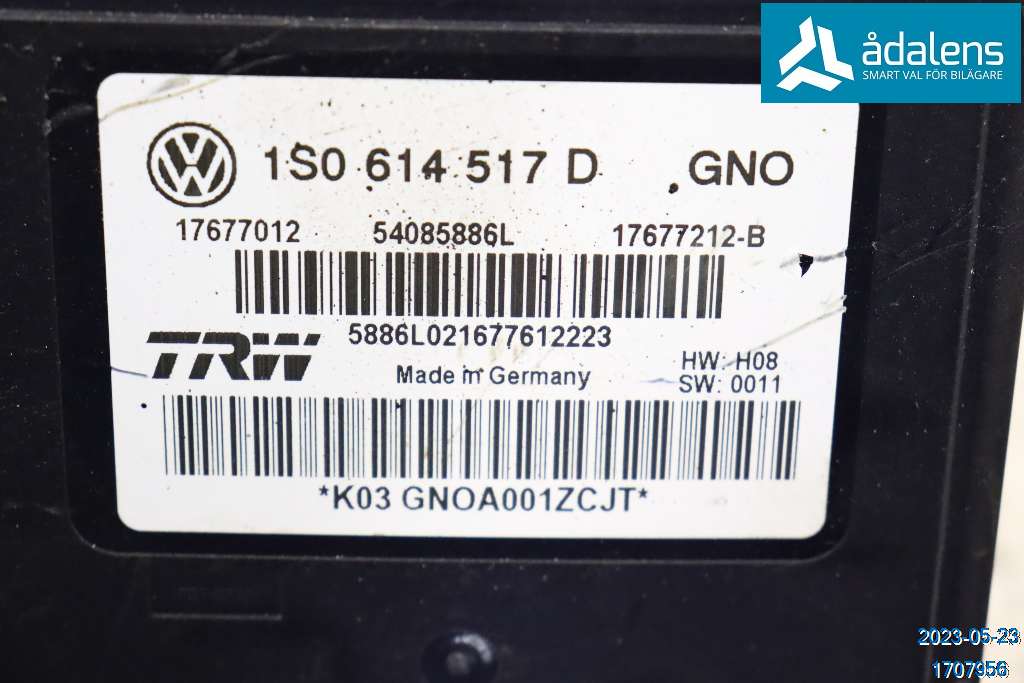 ådalens
SMART VAL FÖR BILÄGARE
1S0 614 517 D GNO
17677012 54085886L 17677212-B
5886L021677612223
TRW
Made in Germany
HW: H08
SW: 0011
*K03 GNOA001ZCJT*
2023-05-23
1707956